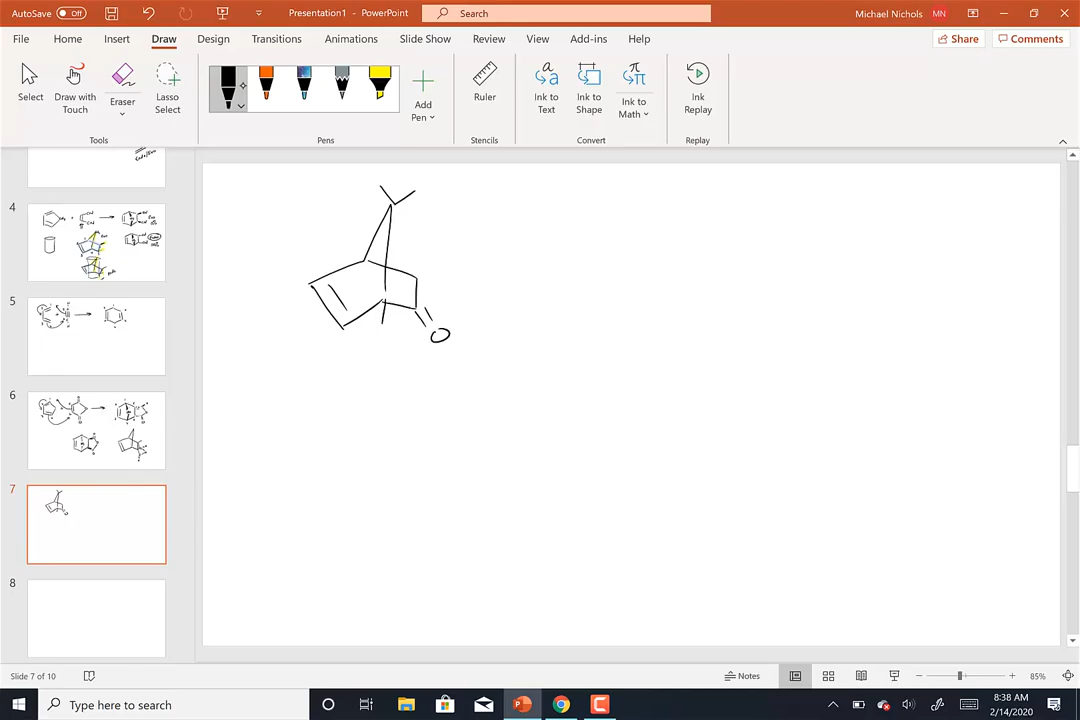 AutoSave Off Presentation1 - PowerPoint Search Michael Nichols MN
File Home Insert Draw Design Transitions Animations Slide Show Review View Add-ins Help Share Comments
Select
Draw with Touch
Eraser
Lasso Select
Add Pen
Ruler
Ink to Text
Ink to Shape
Ink to Math
Ink Replay
Tools Pens Stencils Convert Replay
4
5
6
7
8
O
Slide 7 of 10 Notes 85%
Type here to search
8:38 AM
2/14/2020